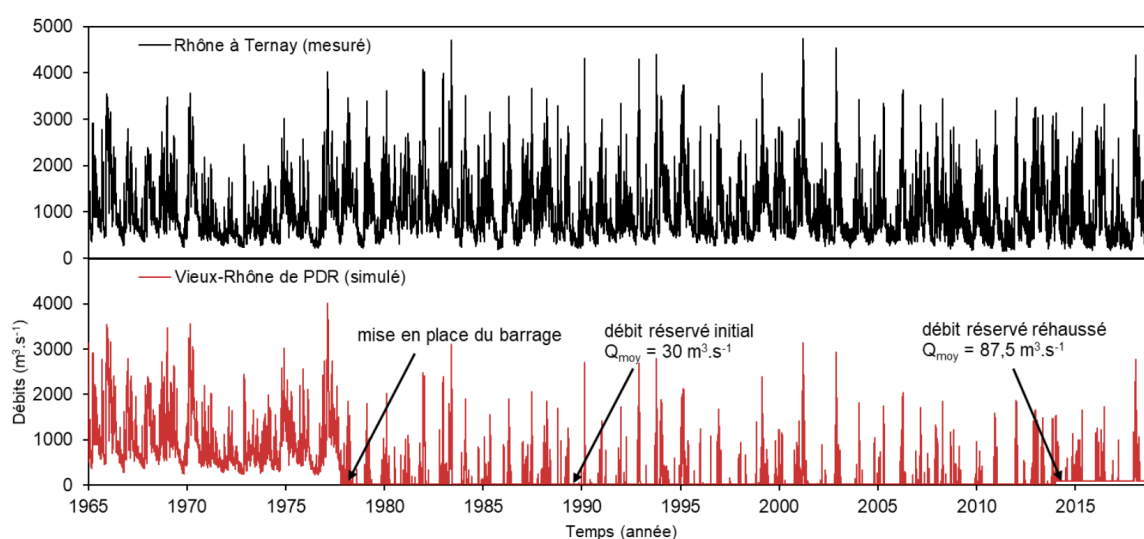 5000
Rhône à Ternay (mesuré)
4000
3000
2000
1000
0
Vieux-Rhône de PDR (simulé)
4000
mise en place du barrage
débit réservé initial
Qmoy = 30 m³.s⁻¹
débit réservé réhaussé
Qmoy = 87,5 m³.s⁻¹
3000
2000
1000
0
Débits (m³.s⁻¹)
1965 1970 1975 1980 1985 1990 1995 2000 2005 2010 2015
Temps (année)